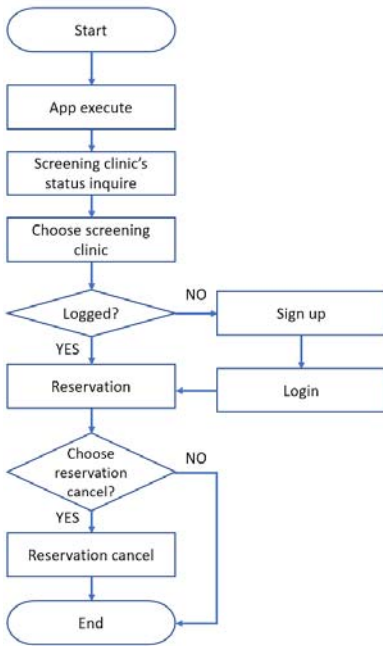 Start
App execute
Screening clinic's
status inquire
Choose screening
clinic
Logged?
NO
Sign up
YES
Reservation
Login
Choose
reservation
cancel?
NO
YES
Reservation cancel
End